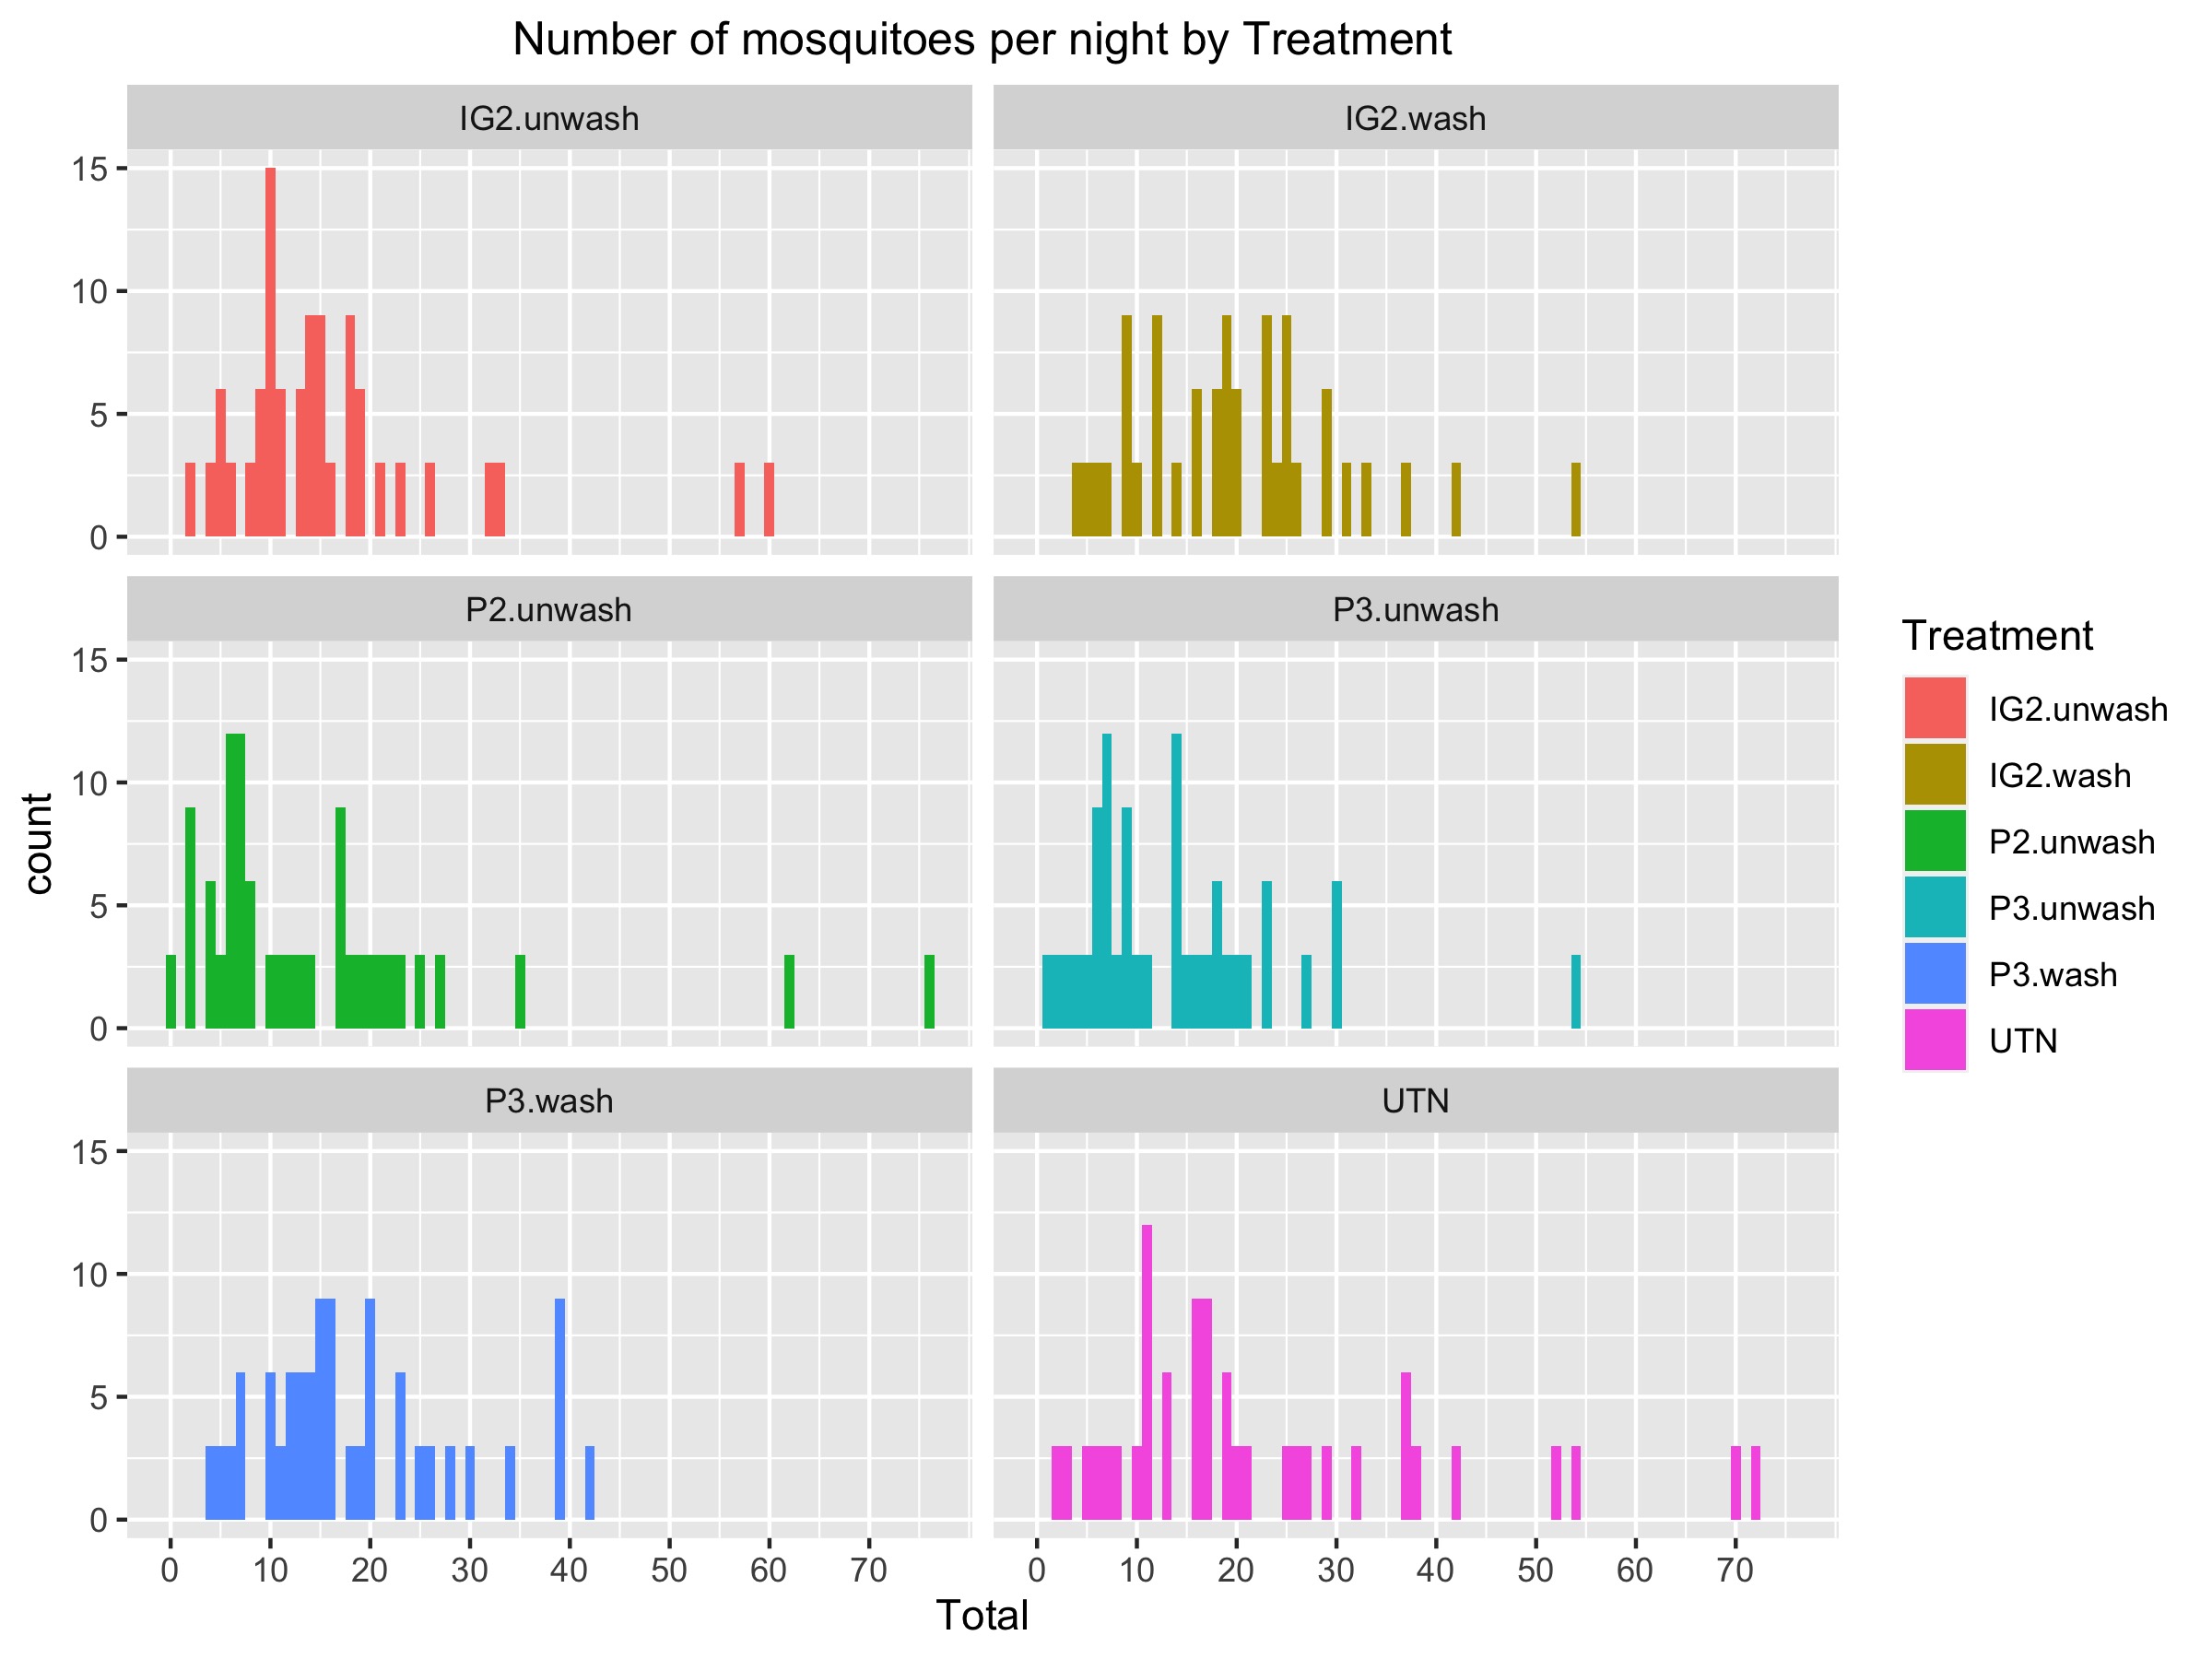 Number of mosquitoes per night by Treatment
IG2.unwash
IG2.wash
15
10
5
0
P2.unwash
P3.unwash
15
10
5
0
P3.wash
UTN
15
10
5
0
0 10 20 30 40 50 60 70
0 10 20 30 40 50 60 70
Total
count
Treatment
IG2.unwash
IG2.wash
P2.unwash
P3.unwash
P3.wash
UTN